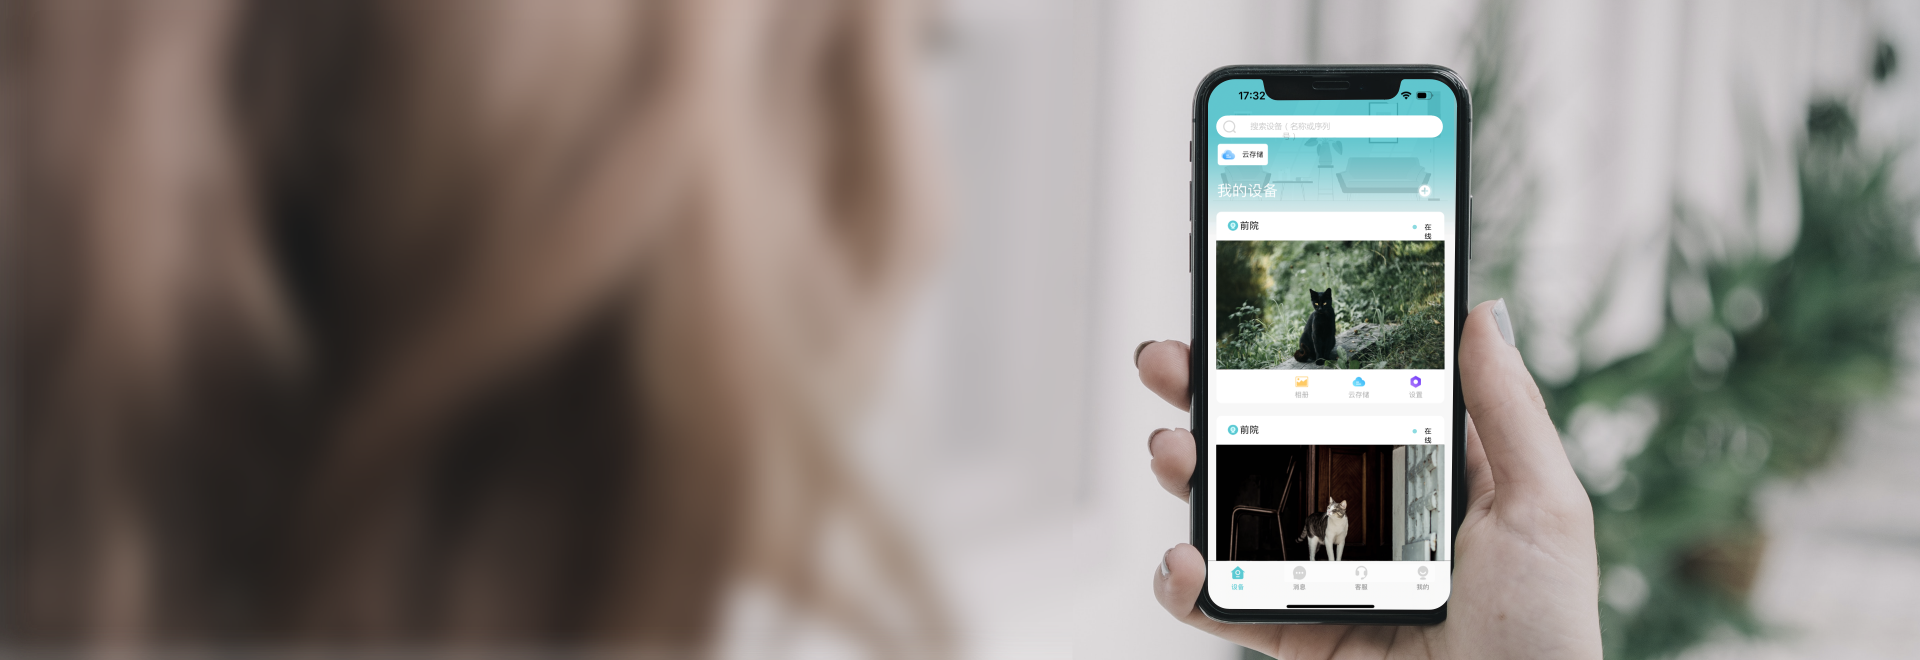 17:32
搜索设备（名称或序列
号）
云存储
我的设备
前院
在
线
相册
云存储
设置
前院
在
线
设备
消息
客服
我的